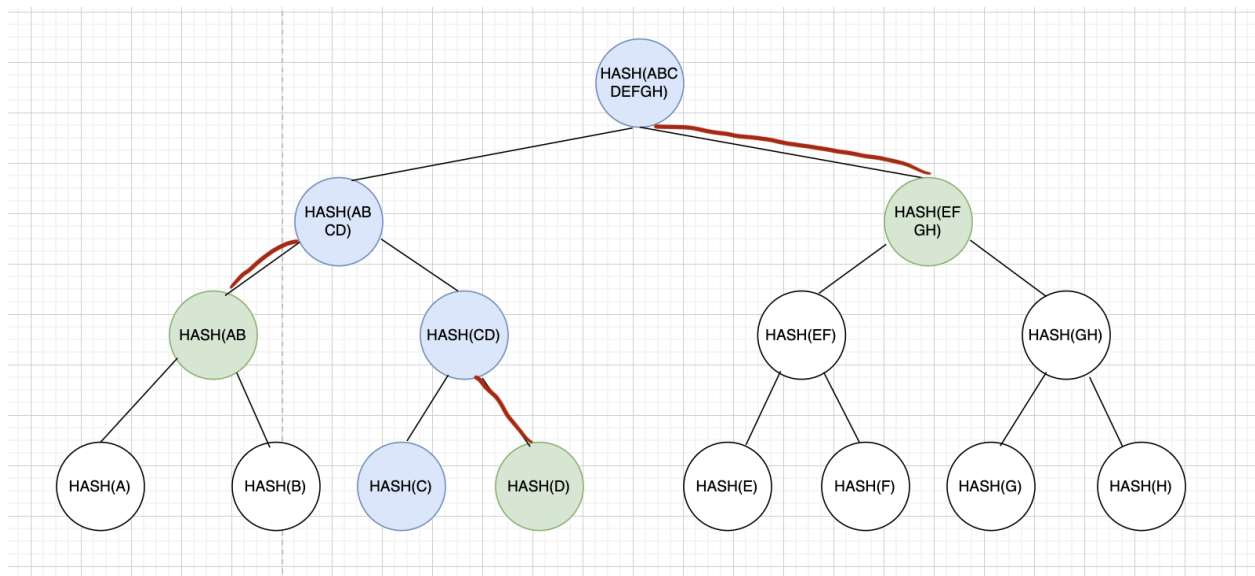 HASH(ABC
DEFGH)
HASH(AB
CD)
HASH(EF
GH)
HASH(AB
HASH(CD)
HASH(EF)
HASH(GH)
HASH(A)
HASH(B)
HASH(C)
HASH(D)
HASH(E)
HASH(F)
HASH(G)
HASH(H)